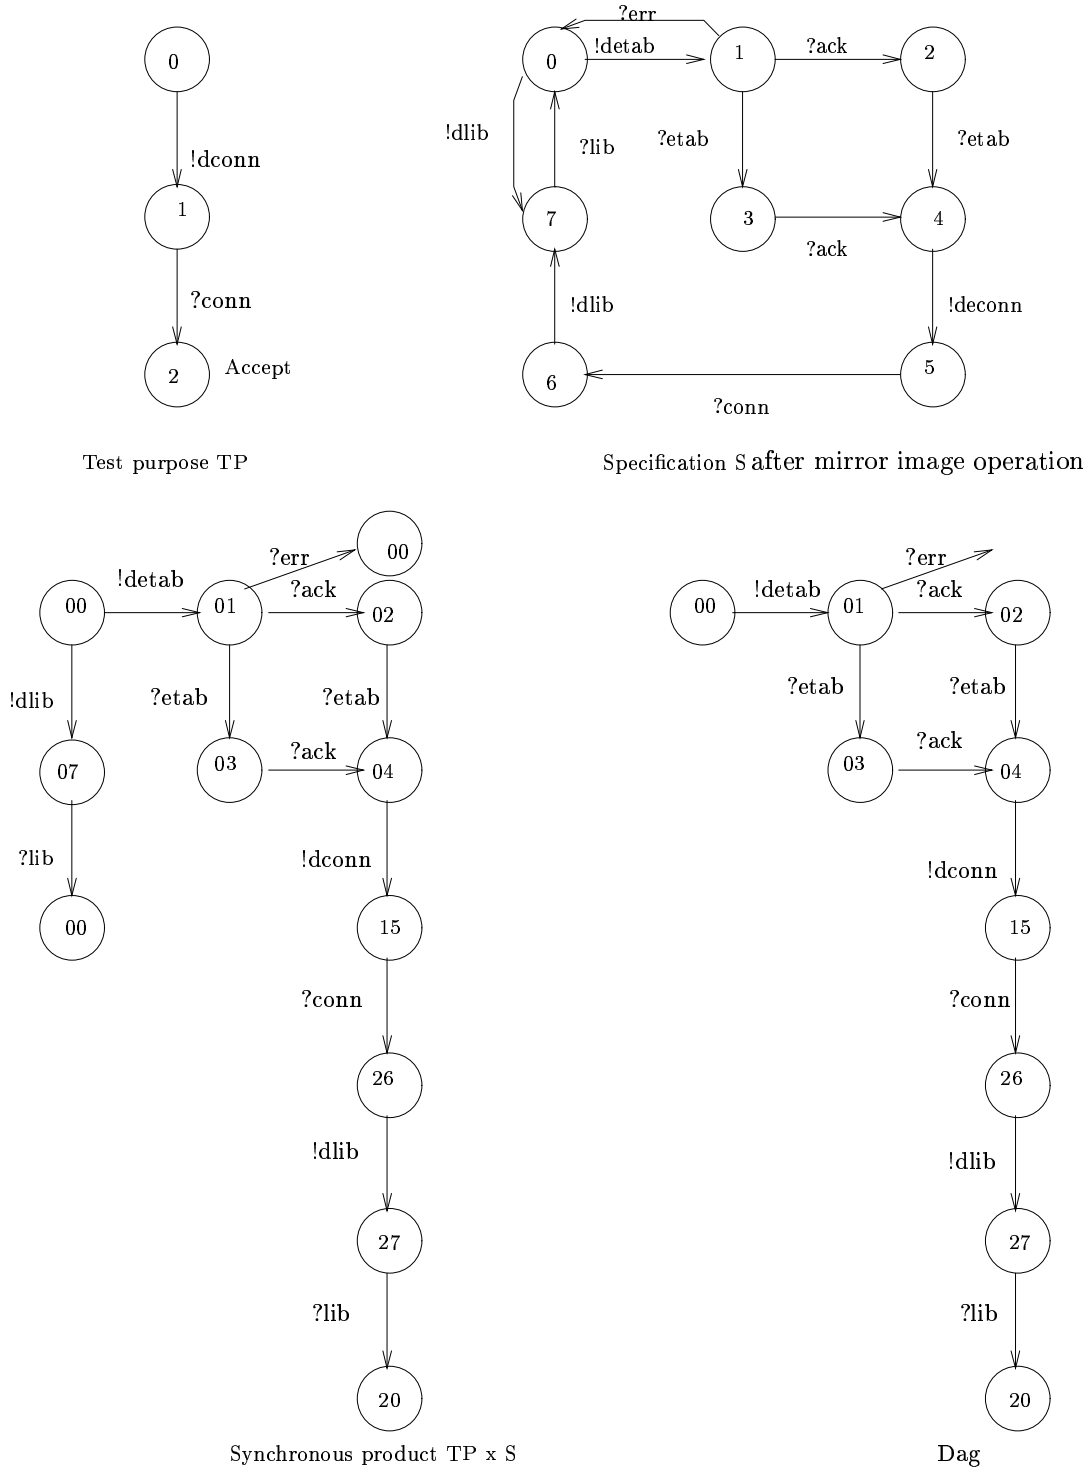 0
!dconn
1
?conn
2
Accept
Test purpose TP
?err
0
!detab
1
?ack
2
!dlib
?lib
?etab
?etab
7
3
4
?ack
!dlib
!deconn
6
5
?conn
Specification S after mirror image operation
00
?err
!detab
?ack
00
01
02
!dlib
?etab
?etab
07
03
?ack
04
?lib
!dconn
00
15
?conn
26
!dlib
27
?lib
20
Synchronous product TP x S
?err
00
!detab
01
?ack
02
?etab
?etab
03
?ack
04
!dconn
15
?conn
26
!dlib
27
?lib
20
Dag